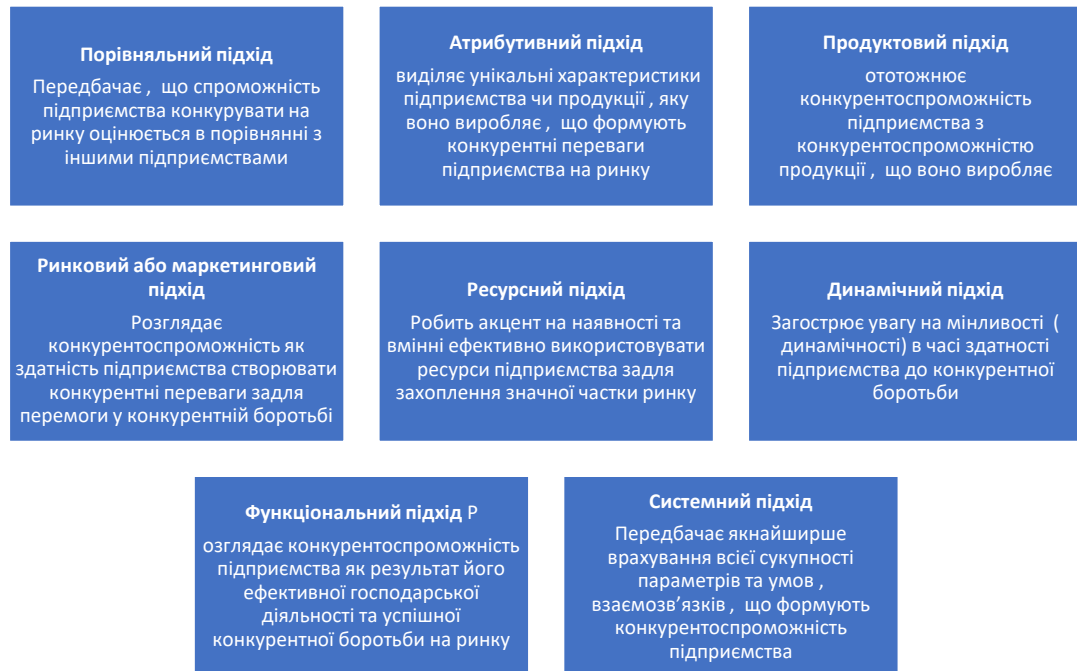 Порівняльний підхід
Передбачає , що спроможність
підприємства конкурувати на
ринку оцінюється в порівнянні з
іншими підприємствами
Атрибутивний підхід
виділяє унікальні характеристики
підприємства чи продукції , яку
воно виробляє , що формують
конкурентні переваги
підприємства на ринку
Продуктовий підхід
ототожнює
конкурентоспроможність
підприємства з
конкурентоспроможністю
продукції , що воно виробляє
Ринковий або маркетинговий
підхід
Розглядає
конкурентоспроможність як
здатність підприємства створювати
конкурентні переваги задля
перемоги у конкурентній боротьбі
Ресурсний підхід
Робить акцент на наявності та
вмінні ефективно використовувати
ресурси підприємства задля
захоплення значної частки ринку
Динамічний підхід
Загострює увагу на мінливості (
динамічності) в часі здатності
підприємства до конкурентної
боротьби
Функціональний підхід Р
озглядає конкурентоспроможність
підприємства як результат його
ефективної господарської
діяльності та успішної
конкурентної боротьби на ринку
Системний підхід
Передбачає якнайширше
врахування всієї сукупності
параметрів та умов ,
взаємозв’язків , що формують
конкурентоспроможність
підприємства